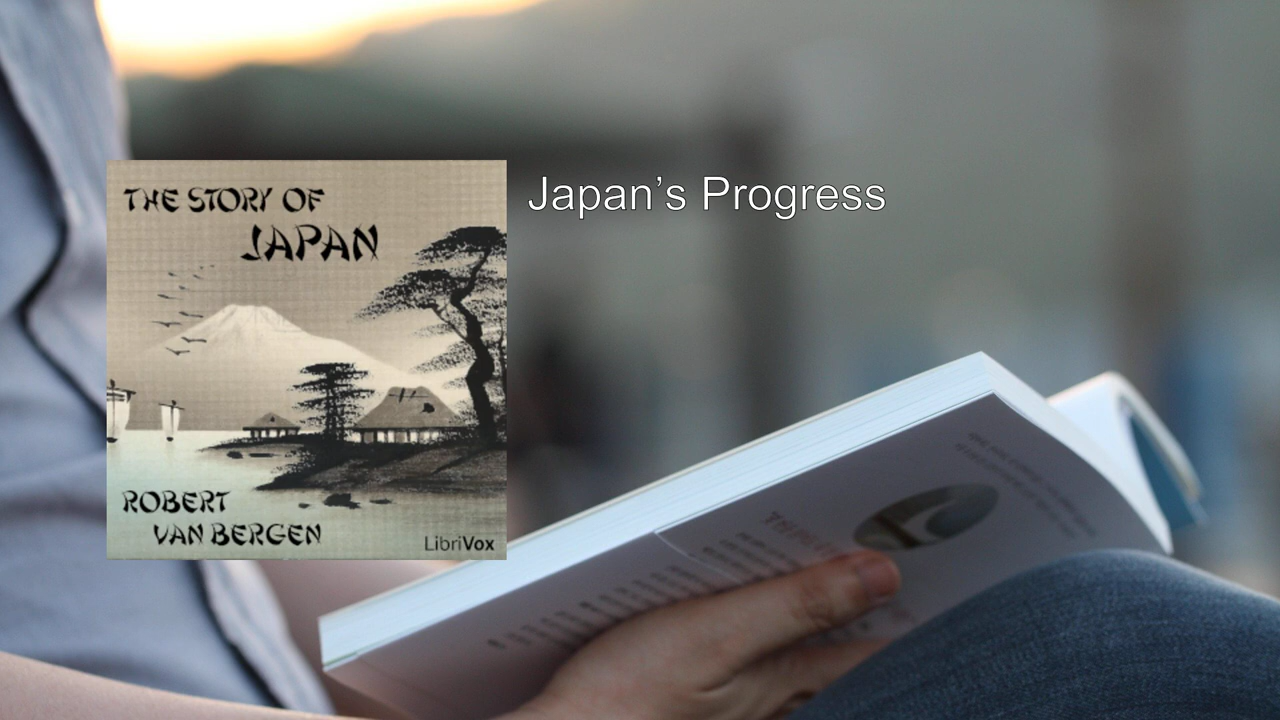 THE STORY OF
JAPAN
ROBERT
VAN BERGEN
LibriVox
Japan’s Progress